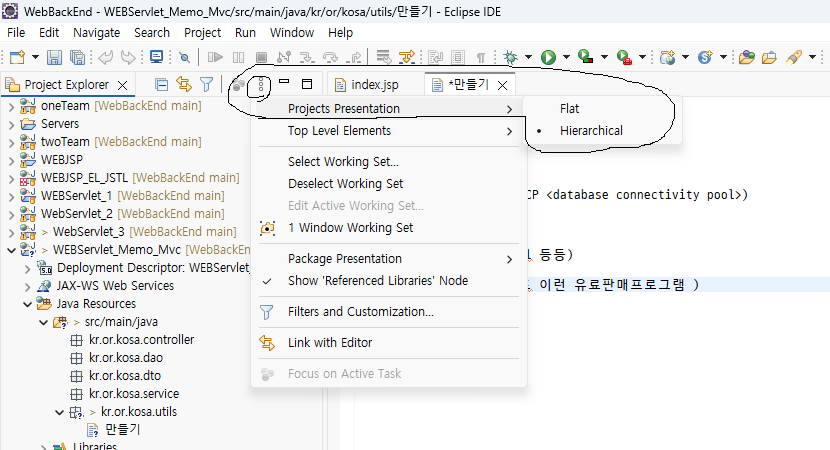 WebBackEnd - WEBServlet_Memo_Mvc/src/main/java/kr/or/kosa/utils/만들기 - Eclipse IDE
File Edit Navigate Search Project Run Window Help
Project Explorer
index.jsp
*만들기
oneTeam [WebBackEnd main]
Servers
twoTeam [WebBackEnd main]
WEBJSP
WEBJSP_EL_JSTL [WebBackEnd main]
WEBServlet_1 [WebBackEnd main]
WebServlet_2 [WebBackEnd main]
> WebServlet_3 [WebBackEnd main]
> WEBServlet_Memo_Mvc [WebBackEn
Deployment Descriptor: WEBServlet_
JAX-WS Web Services
Java Resources
> src/main/java
kr.or.kosa.controller
kr.or.kosa.dao
kr.or.kosa.dto
kr.or.kosa.service
> kr.or.kosa.utils
만들기
Libraries
Projects Presentation
Top Level Elements
Select Working Set...
Deselect Working Set
Edit Active Working Set...
1 Window Working Set
Package Presentation
Show 'Referenced Libraries' Node
Filters and Customization...
Link with Editor
Focus on Active Task
Flat
Hierarchical
CP <database connectivity pool>)
등등)
이런 유료판매프로그램 )